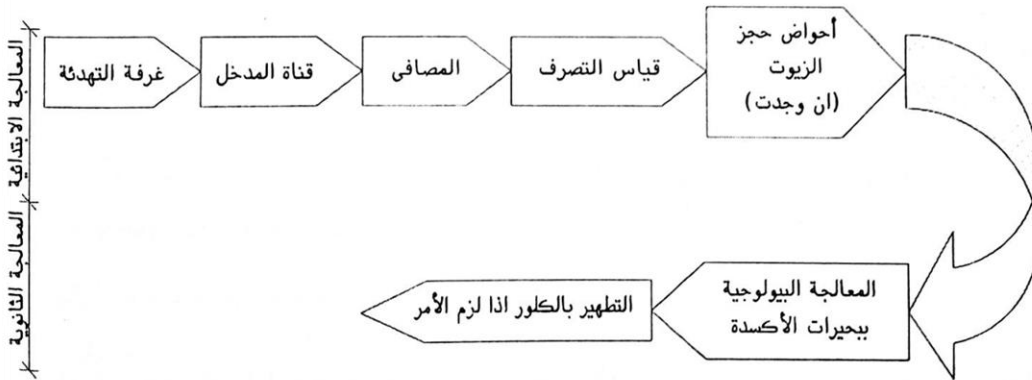 المعالجة الابتدائية
غرفة التهدئة
قناة المدخل
المصافى
قياس التصرف
أحواض حجز
الزيوت
(ان وجدت)
المعالجة الثانوية
المعالجة البيولوجية
ببحيرات الأكسدة
التطهير بالكلور اذا لزم الأمر